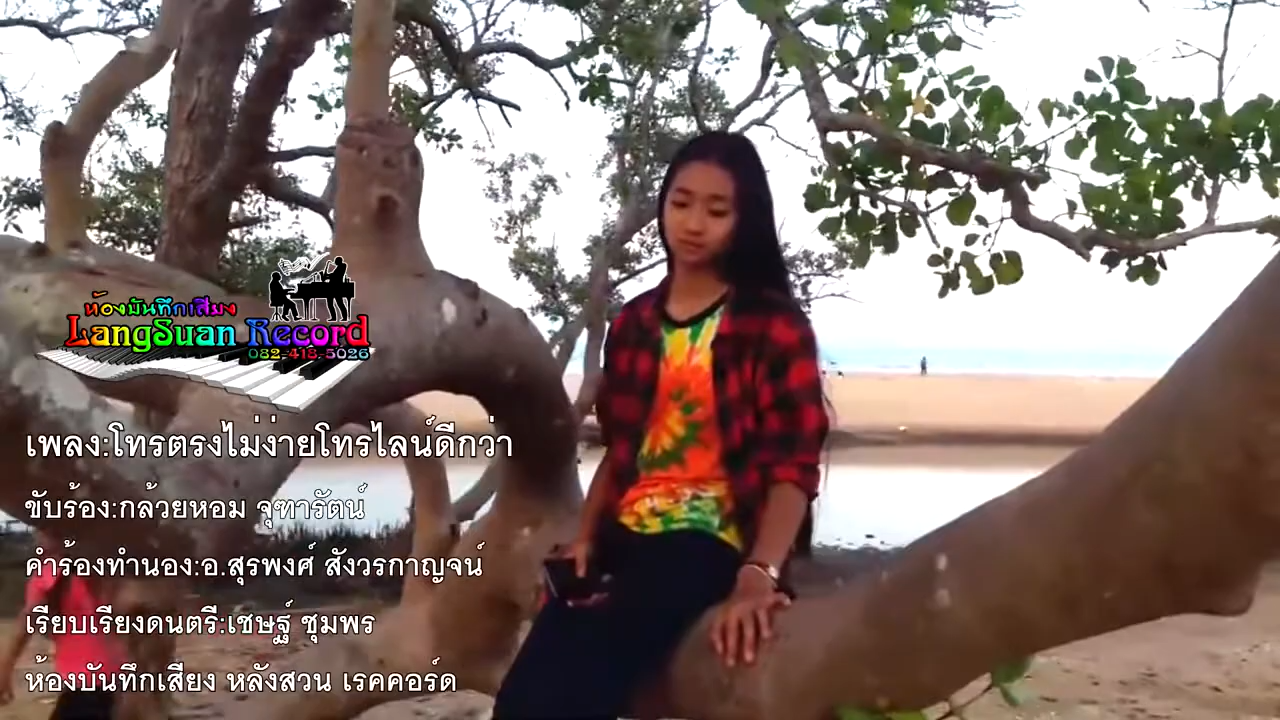 ห้องบันทึกเสียง
LangSuan Record
082-418-5026
เพลง:โทรตรงไม่ง่ายโทรไลน์ดีกว่า
ขับร้อง:กล้วยหอม จุฑารัตน์
คำร้องทำนอง:อ.สุรพงศ์ สังวรกาญจน์
เรียบเรียงดนตรี:เชษฐ์ ชุมพร
ห้องบันทึกเสียง หลังสวน เรคคอร์ด